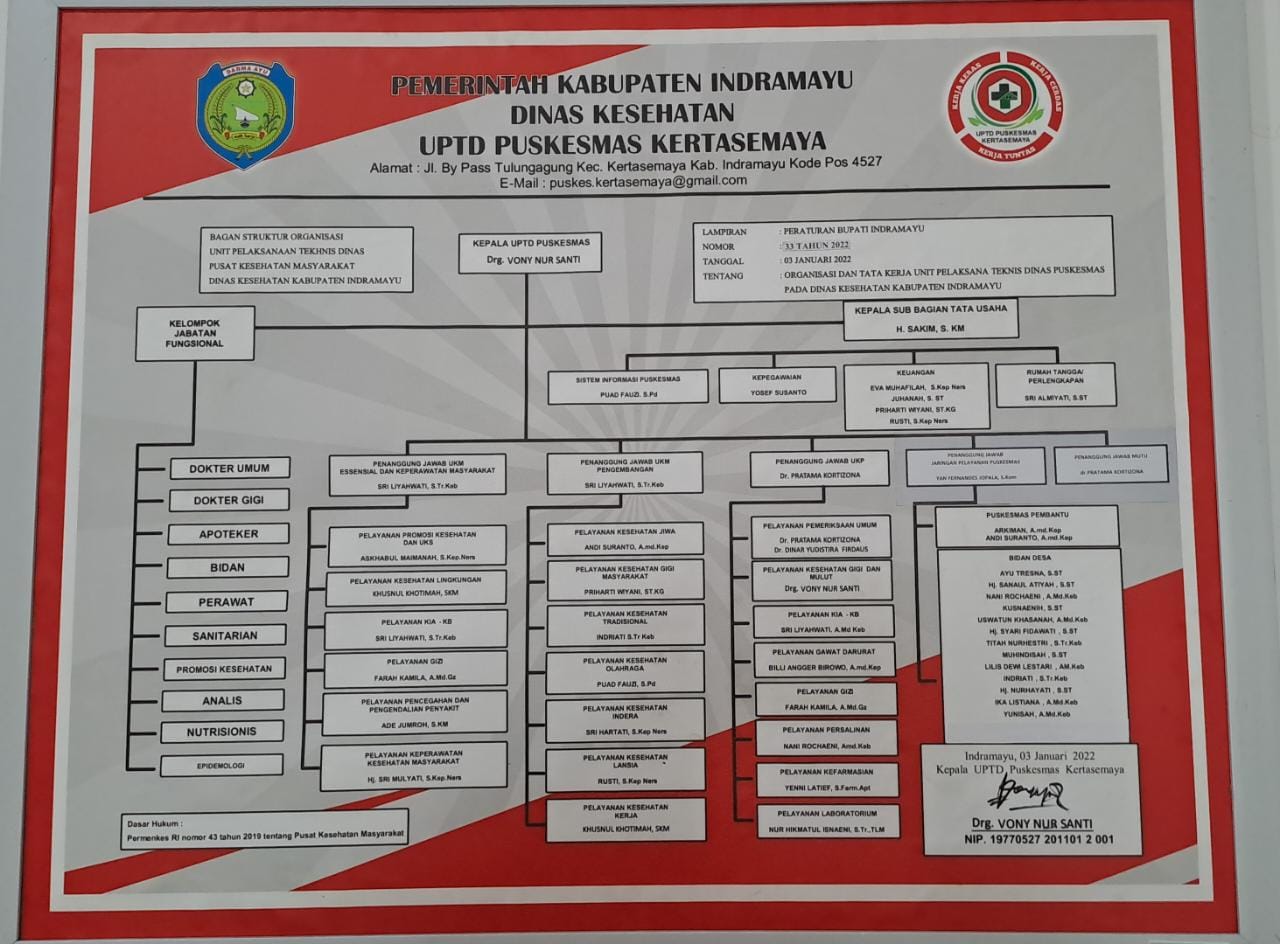 DARMA AYU
PEMERINTAH KABUPATEN INDRAMAYU
DINAS KESEHATAN
UPTD PUSKESMAS KERTASEMAYA
Alamat : Jl. By Pass Tulungagung Kec. Kertasemaya Kab. Indramayu Kode Pos 4527
E-Mail : puskes.kertasemaya@gmail.com
KERJA KERAS
KERJA CERDAS
UPTD PUSKESMAS
KERTASEMAYA
KERJA TUNTAS
BAGAN STRUKTUR ORGANISASI
UNIT PELAKSANAAN TEKHNIS DINAS
PUSAT KESEHATAN MASYARAKAT
DINAS KESEHATAN KABUPATEN INDRAMAYU
KEPALA UPTD PUSKESMAS
Drg. VONY NUR SANTI
LAMPIRAN : PERATURAN BUPATI INDRAMAYU
NOMOR : 33 TAHUN 2022
TANGGAL : 03 JANUARI 2022
TENTANG : ORGANISASI DAN TATA KERJA UNIT PELAKSANA TEKNIS DINAS PUSKESMAS
PADA DINAS KESEHATAN KABUPATEN INDRAMAYU
KELOMPOK
JABATAN
FUNGSIONAL
KEPALA SUB BAGIAN TATA USAHA
H. SAKIM, S. KM
SISTEM INFORMASI PUSKESMAS
PUAD FAUZI. S.Pd
KEPEGAWAIAN
YOSEF SUSANTO
KEUANGAN
EVA MUHAFILAH, S.Kep Ners
JUHANAH, S. ST
PRIHARTI WIYANI, ST.KG
RUSTI, S.Kep Ners
RUMAH TANGGA/
PERLENGKAPAN
SRI ALMIYATI, S.ST
DOKTER UMUM
DOKTER GIGI
APOTEKER
BIDAN
PERAWAT
SANITARIAN
PROMOSI KESEHATAN
ANALIS
NUTRISIONIS
EPIDEMOLOGI
PENANGGUNG JAWAB UKM
ESSENSIAL DAN KEPERAWATAN MASYARAKAT
SRI LIYAHWATI, S.Tr.Keb
PELAYANAN PROMOSI KESEHATAN
DAN UKS
ASKHABUL MAIMANAH, S.Kep.Ners
PELAYANAN KESEHATAN LINGKUNGAN
KHUSNUL KHOTIMAH, SKM
PELAYANAN KIA - KB
SRI LIYAHWATI, S.Tr.Keb
PELAYANAN GIZI
FARAH KAMILA, A.Md.Gz
PELAYANAN PENCEGAHAN DAN
PENGENDALIAN PENYAKIT
ADE JUMROH, S.KM
PELAYANAN KEPERAWATAN
KESEHATAN MASYARAKAT
Hj. SRI MULYATI, S.Kep.Ners
PENANGGUNG JAWAB UKM
PENGEMBANGAN
SRI LIYAHWATI, S.Tr.Keb
PELAYANAN KESEHATAN JIWA
ANDI SURANTO, A.md.Kep
PELAYANAN KESEHATAN GIGI
MASYARAKAT
PRIHARTI WIYANI, ST.KG
PELAYANAN KESEHATAN
TRADISIONAL
INDRIATI S.Tr Keb
PELAYANAN KESEHATAN
OLAHRAGA
PUAD FAUZI, S.Pd
PELAYANAN KESEHATAN
INDERA
SRI HARTATI, S.Kep Ners
PELAYANAN KESEHATAN
LANSIA
RUSTI, S.Kep Ners
PELAYANAN KESEHATAN
KERJA
KHUSNUL KHOTIMAH, SKM
PENANGGUNG JAWAB UKP
Dr. PRATAMA KORTIZONA
PELAYANAN PEMERIKSAAN UMUM
Dr. PRATAMA KORTIZONA
Dr. DINAR YUDISTIRA FIRDAUS
PELAYANAN KESEHATAN GIGI DAN
MULUT
Drg. VONY NUR SANTI
PELAYANAN KIA - KB
SRI LIYAHWATI, A.Md Keb
PELAYANAN GAWAT DARURAT
BILLI ANGGER BIROWO, A.md.Kep
PELAYANAN GIZI
FARAH KAMILA, A.Md.Gz
PELAYANAN PERSALINAN
NANI ROCHAENI, Amd.Keb
PELAYANAN KEFARMASIAN
YENNI LATIEF, S.Farm.Apt
PELAYANAN LABORATORIUM
NUR HIKMATUL ISNAENI, S.Tr.,TLM
PENANGGUNG JAWAB
JARINGAN PELAYANAN PUSKESMAS
YAN FERNANDES JOPALA, S.Kom
PENANGGUNG JAWAB MUTU
dr PRATAMA KORTIZONA
PUSKESMAS PEMBANTU
ARKIMAN, A.md.Kep
ANDI SURANTO, A.md.Kep
BIDAN DESA
AYU TRESNA, S.ST
Hj. SANAUL ATIYAH , S.ST
NANI ROCHAENI , A.Md.Keb
KUSNAENIH, S.ST
USWATUN KHASANAH, A.Md.Keb
Hj. SYARI FIDAWATI , S.ST
TITAH NURHESTRI , S.Tr.Keb
MUHINDISAH , S.ST
LILIS DEWI LESTARI , AM.Keb
INDRIATI , S.Tr.Keb
Hj. NURHAYATI , S.ST
IKA LISTIANA , A.Md.Keb
YUNISAH , A.Md.Keb
Indramayu, 03 Januari 2022
Kepala UPTD Puskesmas Kertasemaya
Drg. VONY NUR SANTI
NIP. 19770527 201101 2 001
Dasar Hukum :
Permenkes RI nomor 43 tahun 2019 tentang Pusat Kesehatan Masyarakat